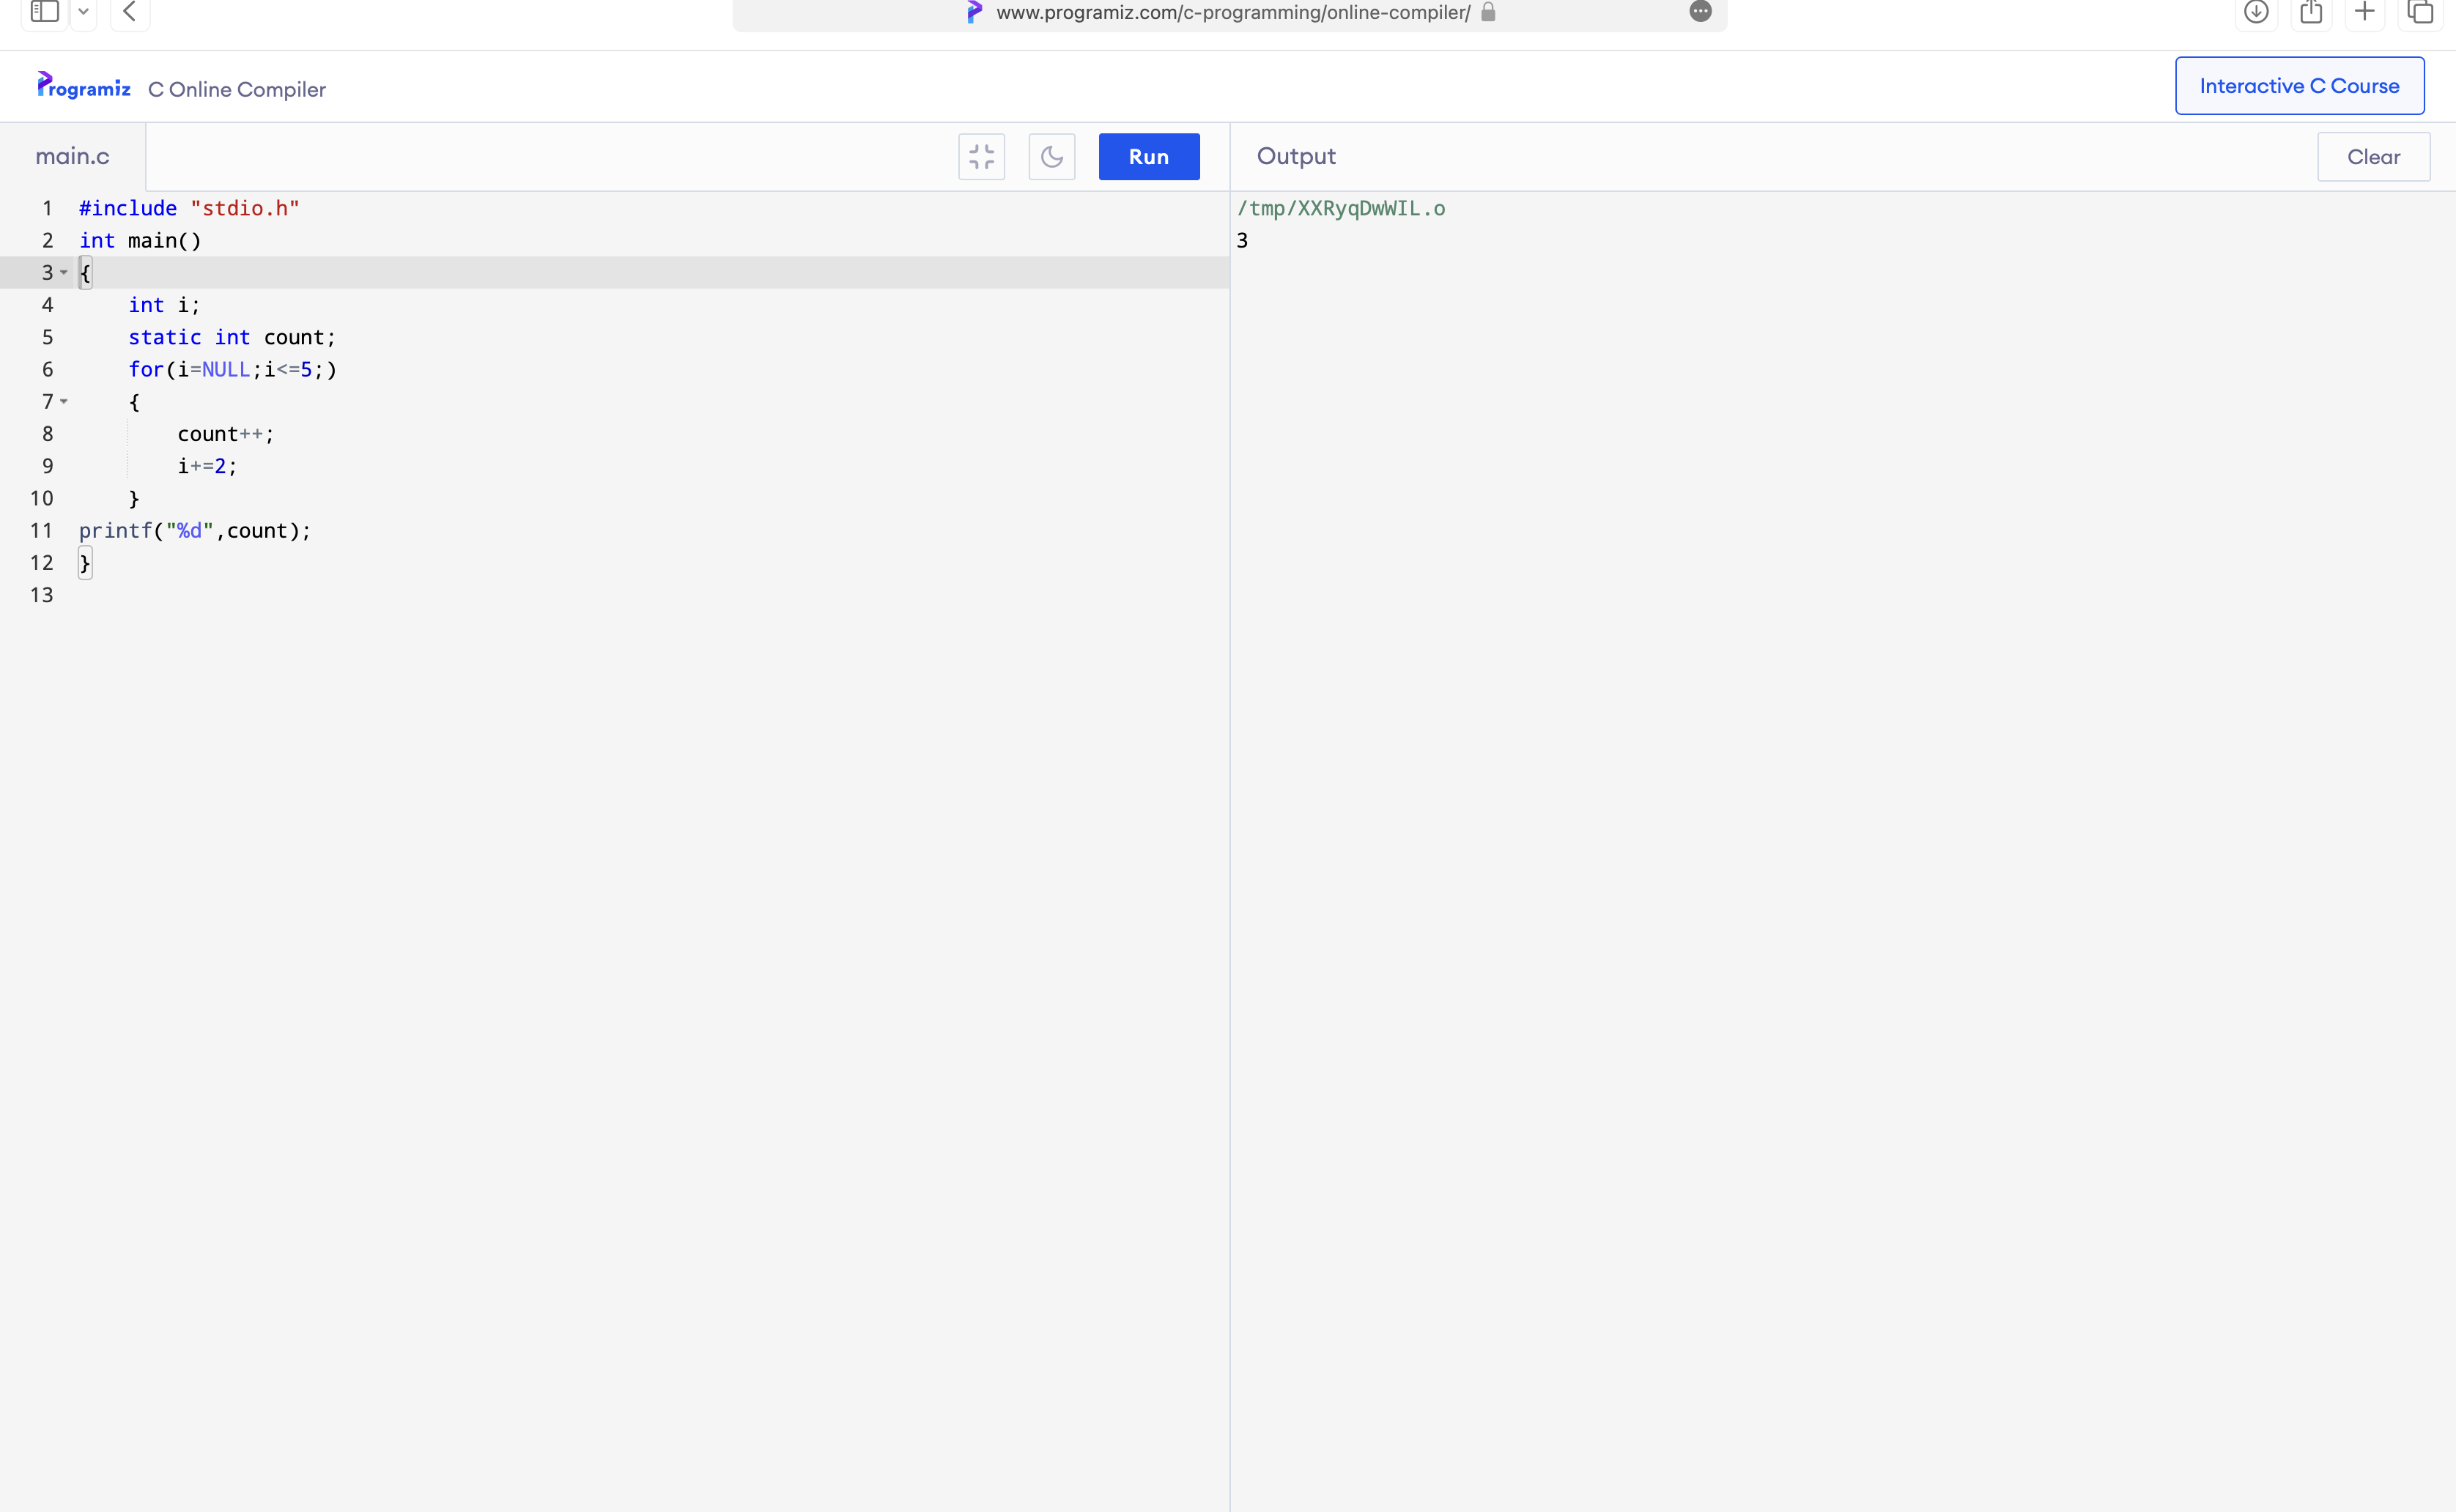 www.programiz.com/c-programming/online-compiler/
Programiz C Online Compiler
Interactive C Course
main.c
Run
Output
Clear
1 #include "stdio.h"
2 int main()
3 {
4     int i;
5     static int count;
6     for(i=NULL;i<=5;)
7     {
8         count++;
9         i+=2;
10     }
11 printf("%d",count);
12 }
13
/tmp/XXRyqDwWIL.o
3